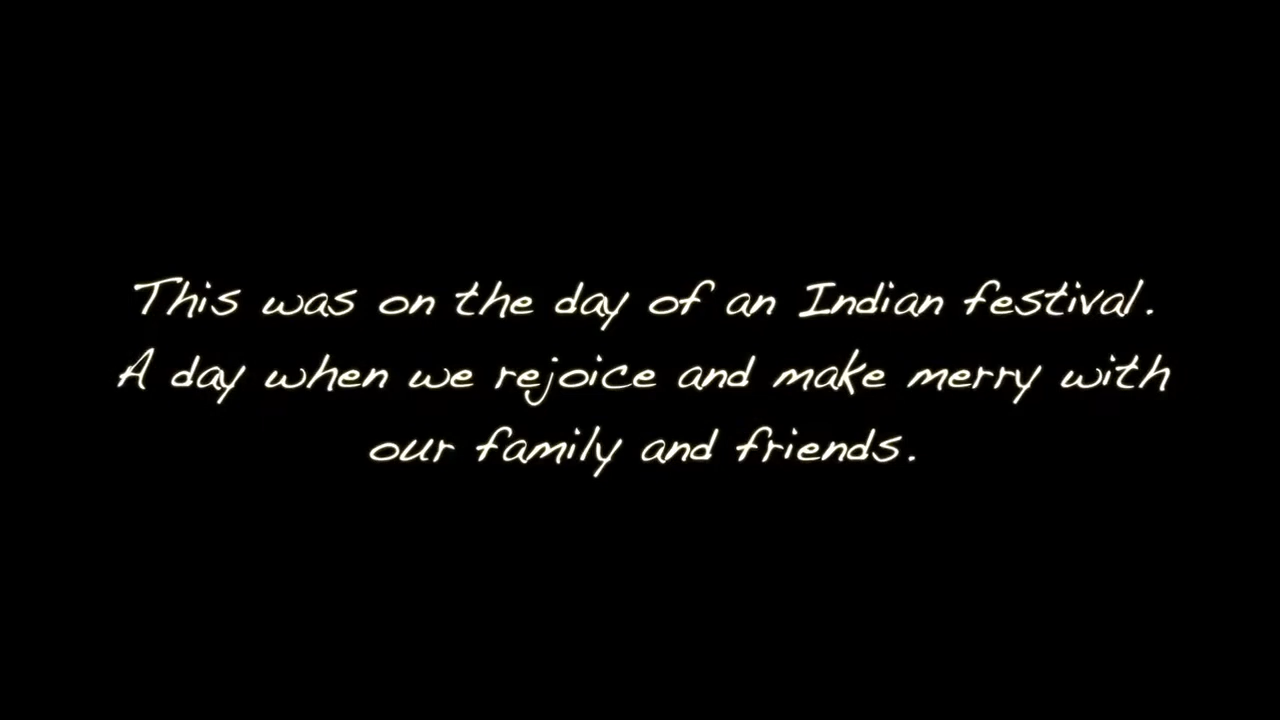 This was on the day of an Indian festival.
A day when we rejoice and make merry with
our family and friends.